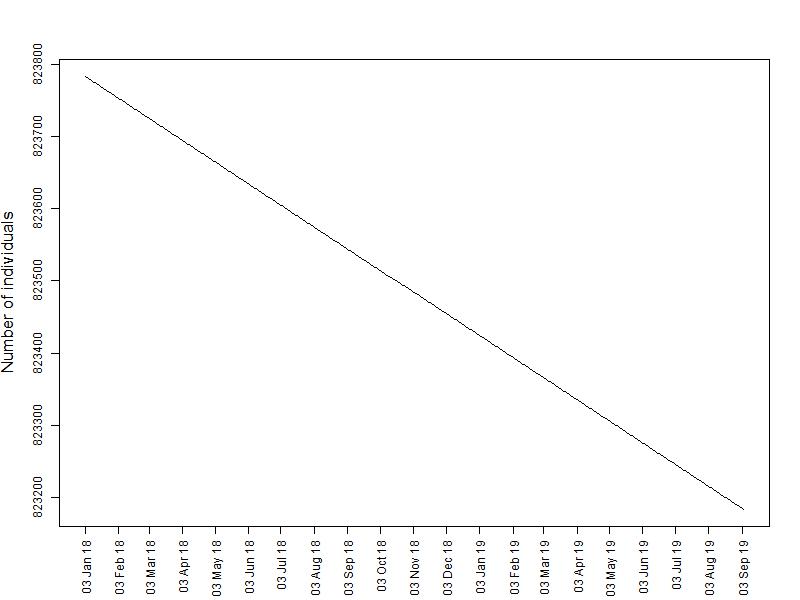 Number of individuals
823800
823700
823600
823500
823400
823300
823200
03 Jan 18
03 Feb 18
03 Mar 18
03 Apr 18
03 May 18
03 Jun 18
03 Jul 18
03 Aug 18
03 Sep 18
03 Oct 18
03 Nov 18
03 Dec 18
03 Jan 19
03 Feb 19
03 Mar 19
03 Apr 19
03 May 19
03 Jun 19
03 Jul 19
03 Aug 19
03 Sep 19